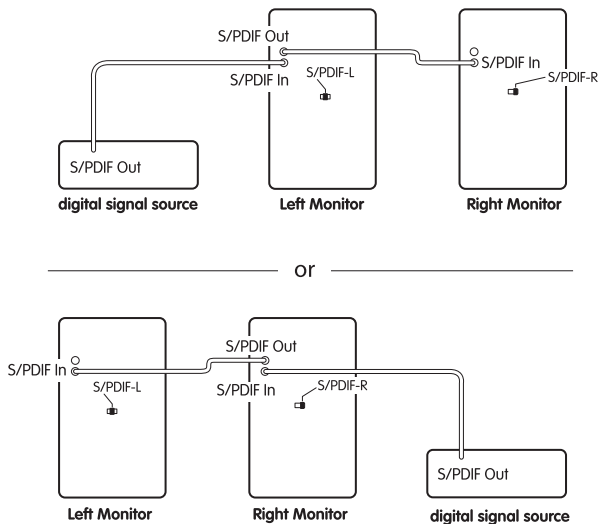 S/PDIF Out
S/PDIF In
S/PDIF-L
S/PDIF In
S/PDIF-R
S/PDIF Out
digital signal source
Left Monitor
Right Monitor
or
S/PDIF Out
S/PDIF In
S/PDIF-L
S/PDIF In
S/PDIF-R
S/PDIF Out
Left Monitor
Right Monitor
digital signal source